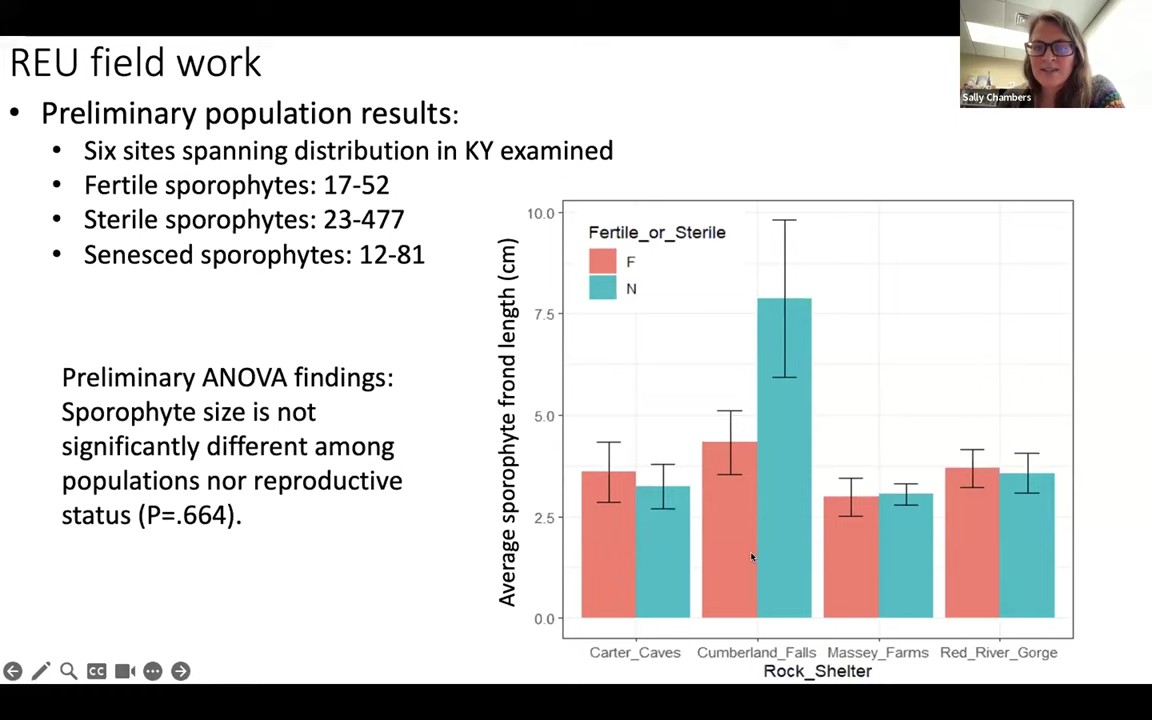 REU field work
Sally Chambers
• Preliminary population results:
• Six sites spanning distribution in KY examined
• Fertile sporophytes: 17-52
• Sterile sporophytes: 23-477
• Senesced sporophytes: 12-81
Preliminary ANOVA findings:
Sporophyte size is not
significantly different among
populations nor reproductive
status (P=.664).
Average sporophyte frond length (cm)
10.0
7.5
5.0
2.5
0.0
Fertile_or_Sterile
F
N
Carter_Caves Cumberland_Falls Massey_Farms Red_River_Gorge
Rock_Shelter
CC